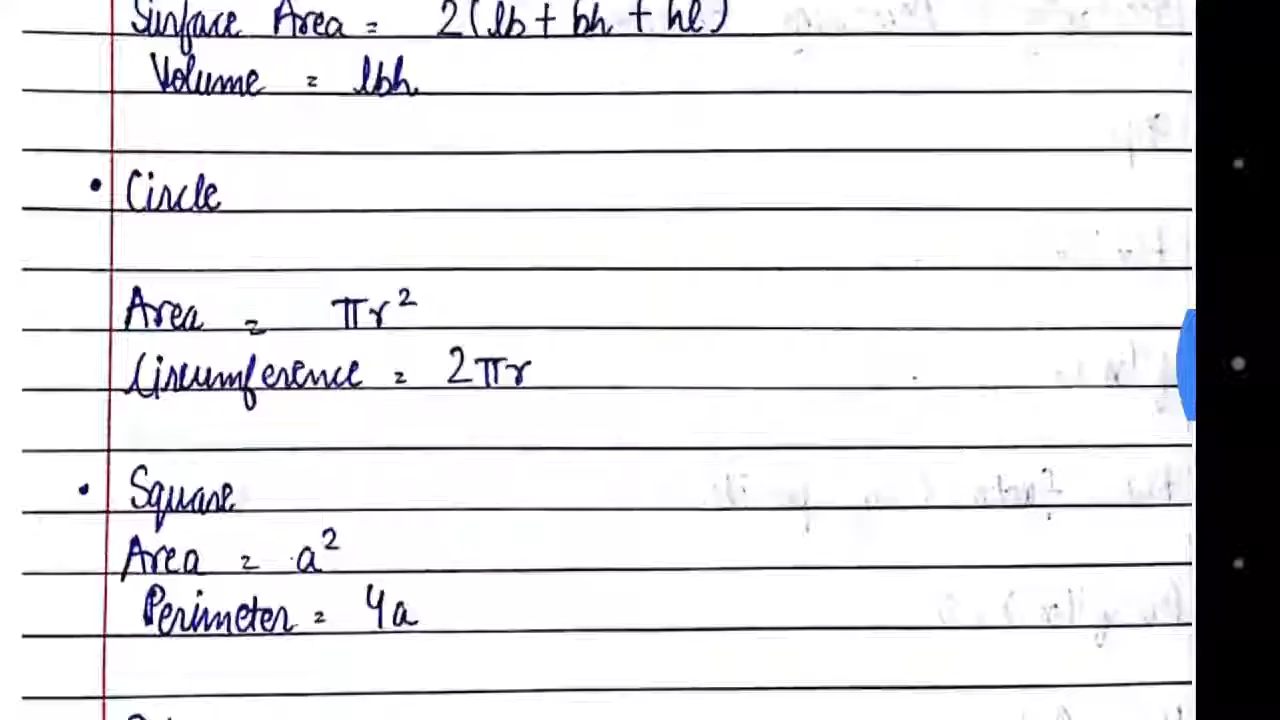 Surface Area = 2(lb + bh + hl)
Volume = lbh
• Circle
Area = πr²
Circumference = 2πr
• Square
Area = a²
Perimeter = 4a